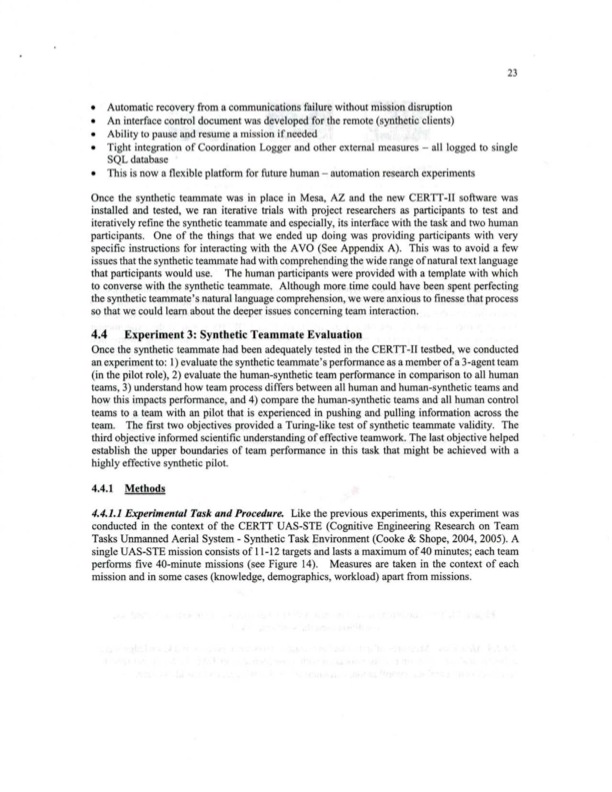 23
• Automatic recovery from a communications failure without mission disruption
• An interface control document was developed for the remote (synthetic clients)
• Ability to pause and resume a mission if needed
• Tight integration of Coordination Logger and other external measures – all logged to single
SQL database
• This is now a flexible platform for future human – automation research experiments
Once the synthetic teammate was in place in Mesa, AZ and the new CERTT-II software was
installed and tested, we ran iterative trials with project researchers as participants to test and
iteratively refine the synthetic teammate and especially, its interface with the task and two human
participants. One of the things that we ended up doing was providing participants with very
specific instructions for interacting with the AVO (See Appendix A). This was to avoid a few
issues that the synthetic teammate had with comprehending the wide range of natural text language
that participants would use. The human participants were provided with a template with which
to converse with the synthetic teammate. Although more time could have been spent perfecting
the synthetic teammate's natural language comprehension, we were anxious to finesse that process
so that we could learn about the deeper issues concerning team interaction.
4.4 Experiment 3: Synthetic Teammate Evaluation
Once the synthetic teammate had been adequately tested in the CERTT-II testbed, we conducted
an experiment to: 1) evaluate the synthetic teammate's performance as a member of a 3-agent team
(in the pilot role), 2) evaluate the human-synthetic team performance in comparison to all human
teams, 3) understand how team process differs between all human and human-synthetic teams and
how this impacts performance, and 4) compare the human-synthetic teams and all human control
teams to a team with an pilot that is experienced in pushing and pulling information across the
team. The first two objectives provided a Turing-like test of synthetic teammate validity. The
third objective informed scientific understanding of effective teamwork. The last objective helped
establish the upper boundaries of team performance in this task that might be achieved with a
highly effective synthetic pilot.
4.4.1 Methods
4.4.1.1 Experimental Task and Procedure. Like the previous experiments, this experiment was
conducted in the context of the CERTT UAS-STE (Cognitive Engineering Research on Team
Tasks Unmanned Aerial System - Synthetic Task Environment (Cooke & Shope, 2004, 2005). A
single UAS-STE mission consists of 11-12 targets and lasts a maximum of 40 minutes; each team
performs five 40-minute missions (see Figure 14). Measures are taken in the context of each
mission and in some cases (knowledge, demographics, workload) apart from missions.